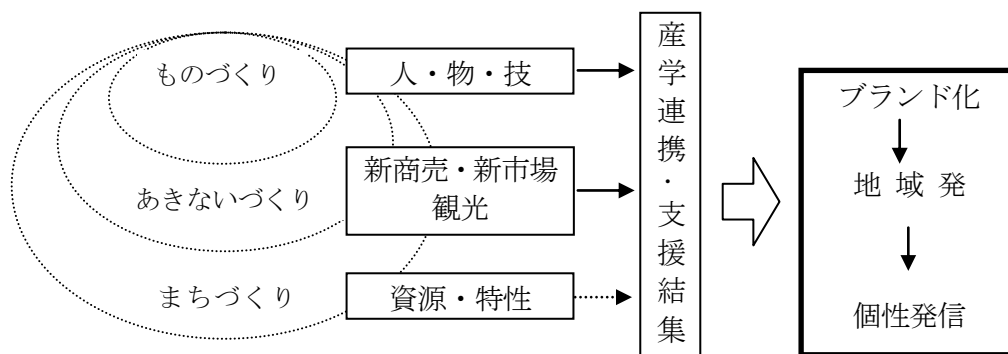 ものづくり
人・物・技
あきないづくり
新商売・新市場
観光
まちづくり
資源・特性
産学連携・支援結集
ブランド化
地 域 発
個性発信